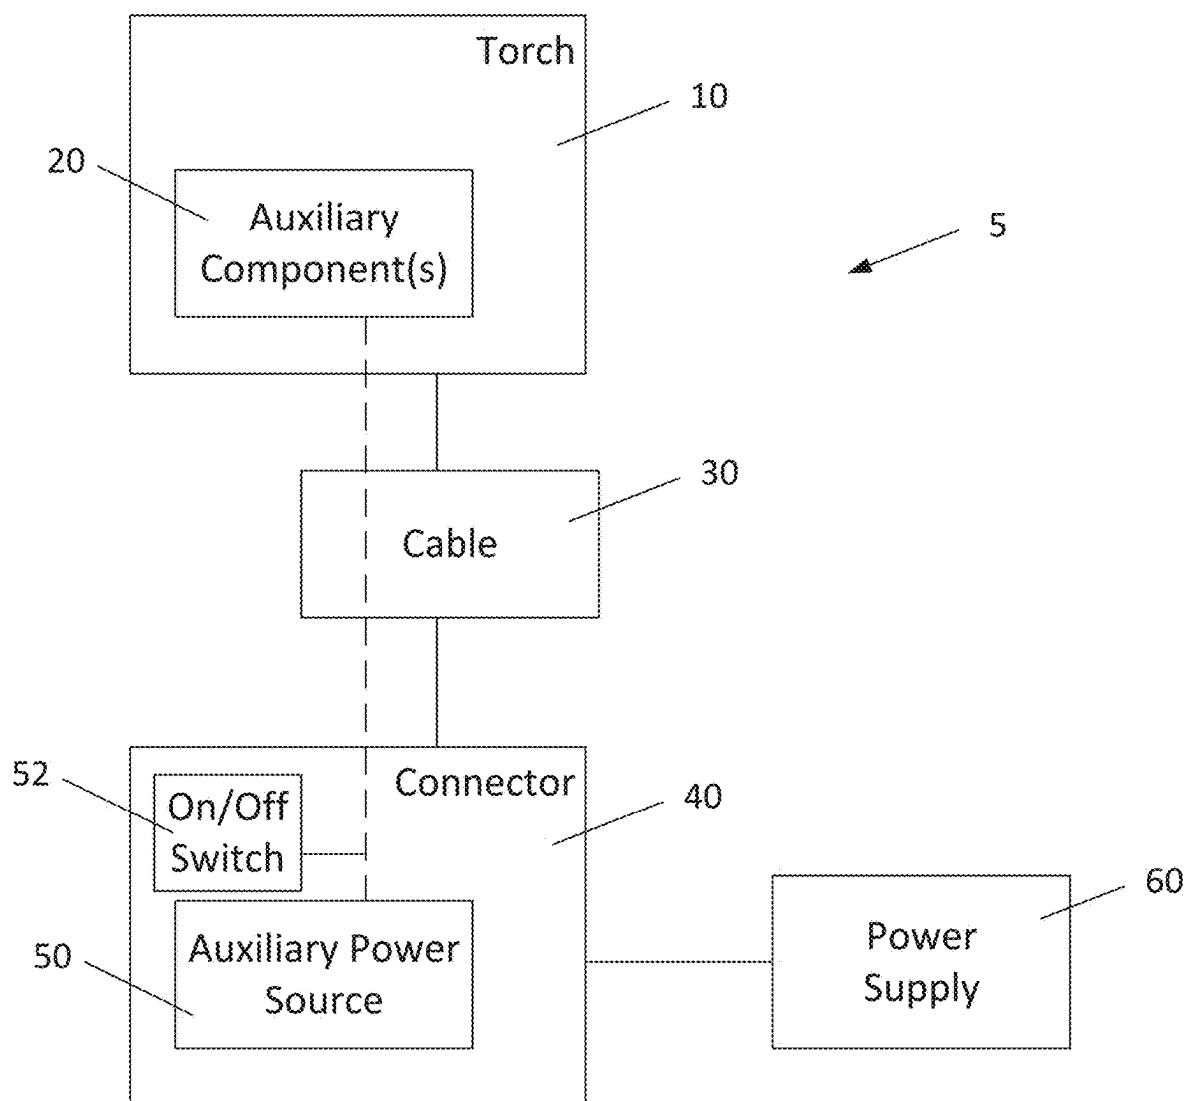 Torch
10
20
Auxiliary
Component(s)
5
30
Cable
52
On/Off
Switch
Connector
40
60
Power
Supply
50
Auxiliary Power
Source